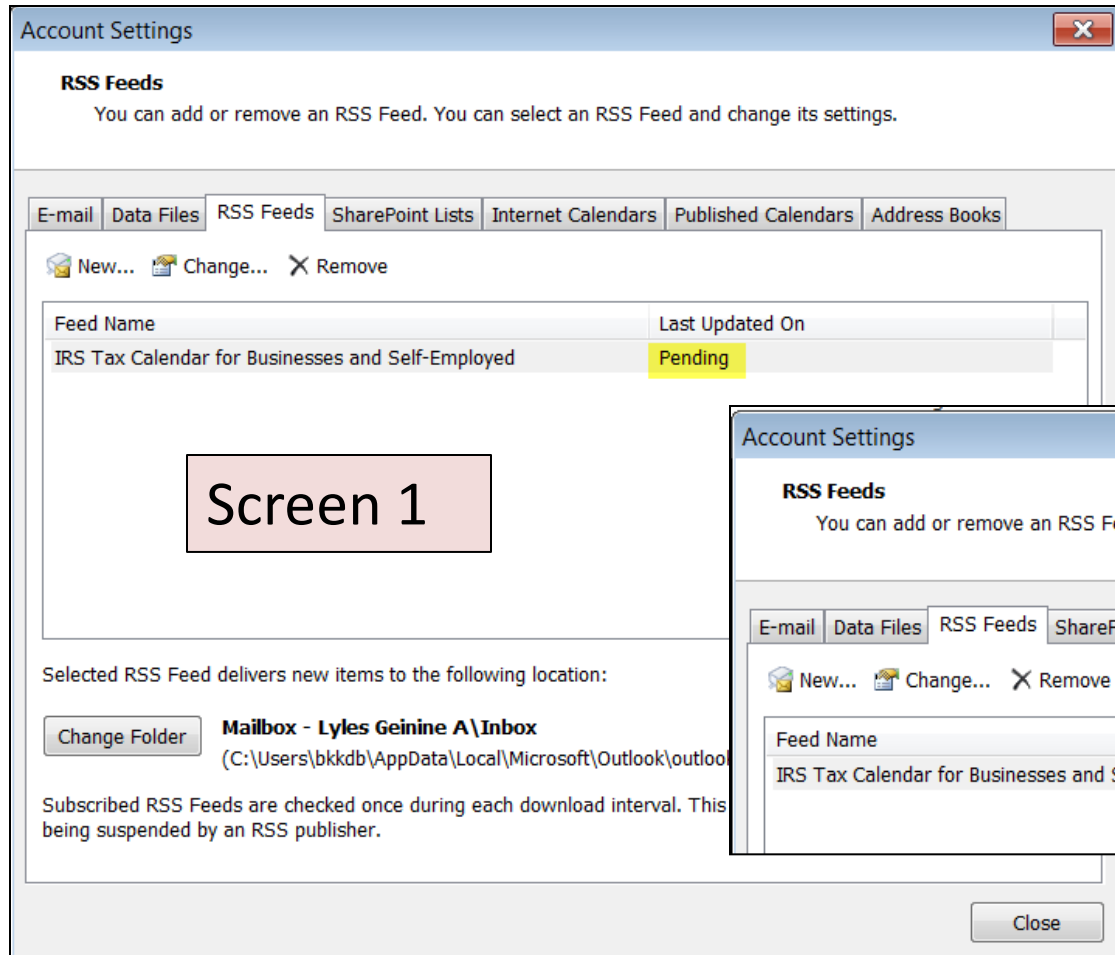 Account Settings
RSS Feeds
You can add or remove an RSS Feed. You can select an RSS Feed and change its settings.
E-mail Data Files RSS Feeds SharePoint Lists Internet Calendars Published Calendars Address Books
New... Change... Remove
Feed Name Last Updated On
IRS Tax Calendar for Businesses and Self-Employed Pending
Screen 1
Selected RSS Feed delivers new items to the following location:
Change Folder Mailbox - Lyles Geinine A\Inbox
(C:\Users\bkkdb\AppData\Local\Microsoft\Outlook\outlook
Subscribed RSS Feeds are checked once during each download interval. This
being suspended by an RSS publisher.
Close
Account Settings
RSS Feeds
You can add or remove an RSS
E-mail Data Files RSS Feeds Share
New... Change... Remove
Feed Name
IRS Tax Calendar for Businesses and